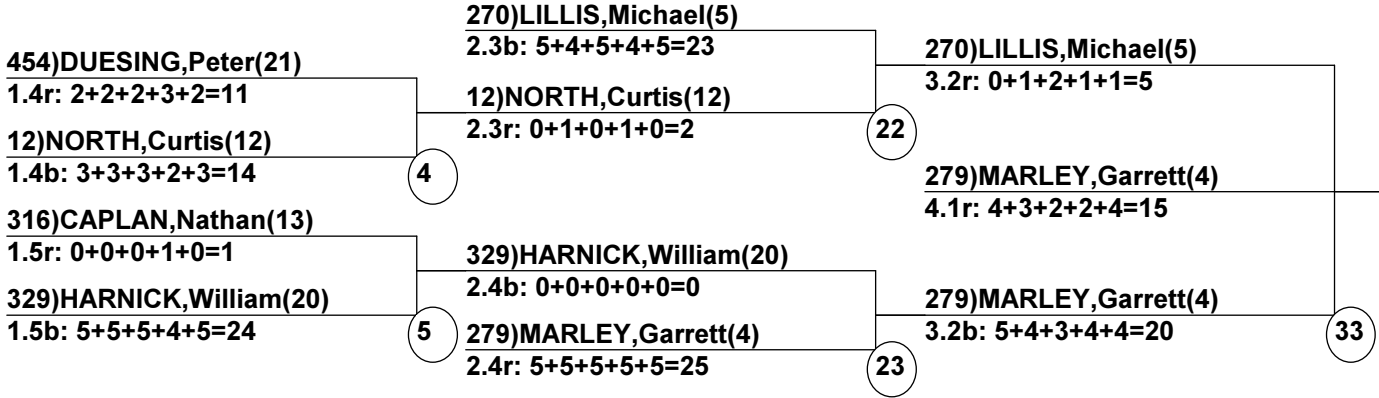 454)DUESING,Peter(21)
1.4r: 2+2+2+3+2=11
12)NORTH,Curtis(12)
1.4b: 3+3+3+2+3=14
4
316)CAPLAN,Nathan(13)
1.5r: 0+0+0+1+0=1
329)HARNICK,William(20)
1.5b: 5+5+5+4+5=24
5
270)LILLIS,Michael(5)
2.3b: 5+4+5+4+5=23
12)NORTH,Curtis(12)
2.3r: 0+1+0+1+0=2
22
329)HARNICK,William(20)
2.4b: 0+0+0+0+0=0
279)MARLEY,Garrett(4)
2.4r: 5+5+5+5+5=25
23
270)LILLIS,Michael(5)
3.2r: 0+1+2+1+1=5
279)MARLEY,Garrett(4)
4.1r: 4+3+2+2+4=15
279)MARLEY,Garrett(4)
3.2b: 5+4+3+4+4=20
33